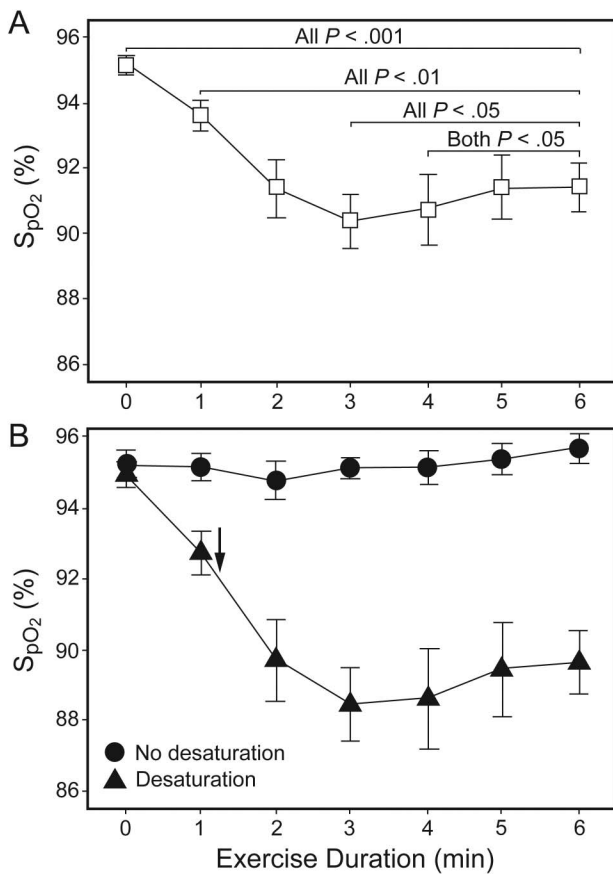 A
96
94
92
90
88
86
SpO2 (%)
All P < .001
All P < .01
All P < .05
Both P < .05
0 1 2 3 4 5 6
B
96
94
92
90
88
86
SpO2 (%)
No desaturation
Desaturation
0 1 2 3 4 5 6
Exercise Duration (min)